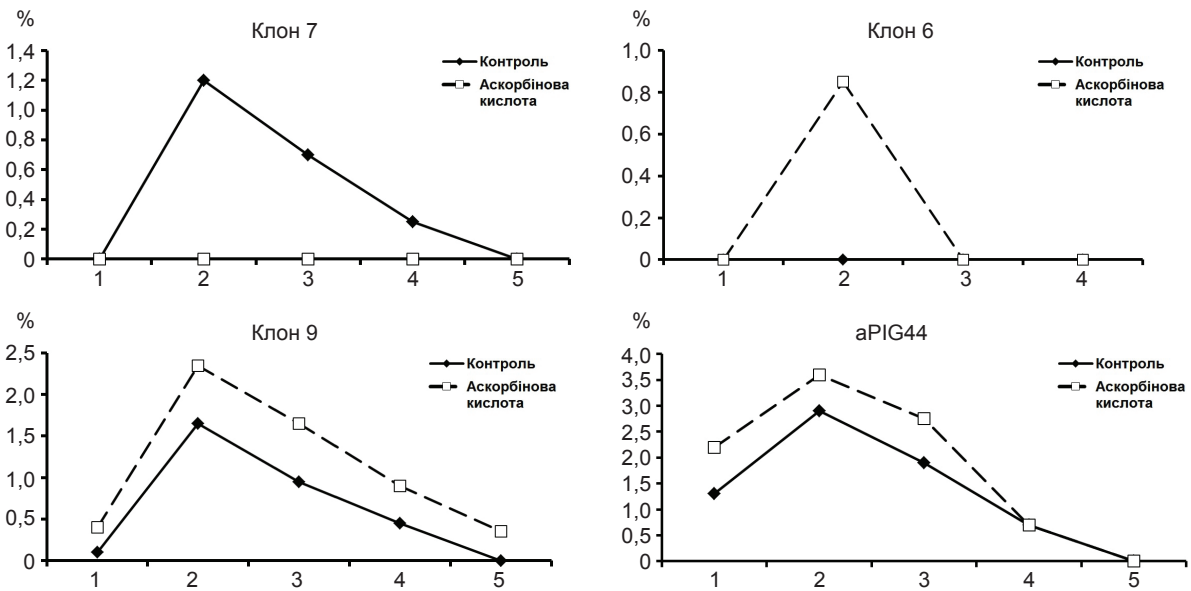 %
Клон 7
1,4
1,2
1,0
0,8
0,6
0,4
0,2
0
1 2 3 4 5
Контроль
Аскорбінова
кислота
%
Клон 6
1,0
0,8
0,6
0,4
0,2
0
1 2 3 4
Контроль
Аскорбінова
кислота
%
Клон 9
2,5
2,0
1,5
1,0
0,5
0
1 2 3 4 5
Контроль
Аскорбінова
кислота
%
aPIG44
4,0
3,5
3,0
2,5
2,0
1,5
1,0
0,5
0
1 2 3 4 5
Контроль
Аскорбінова
кислота